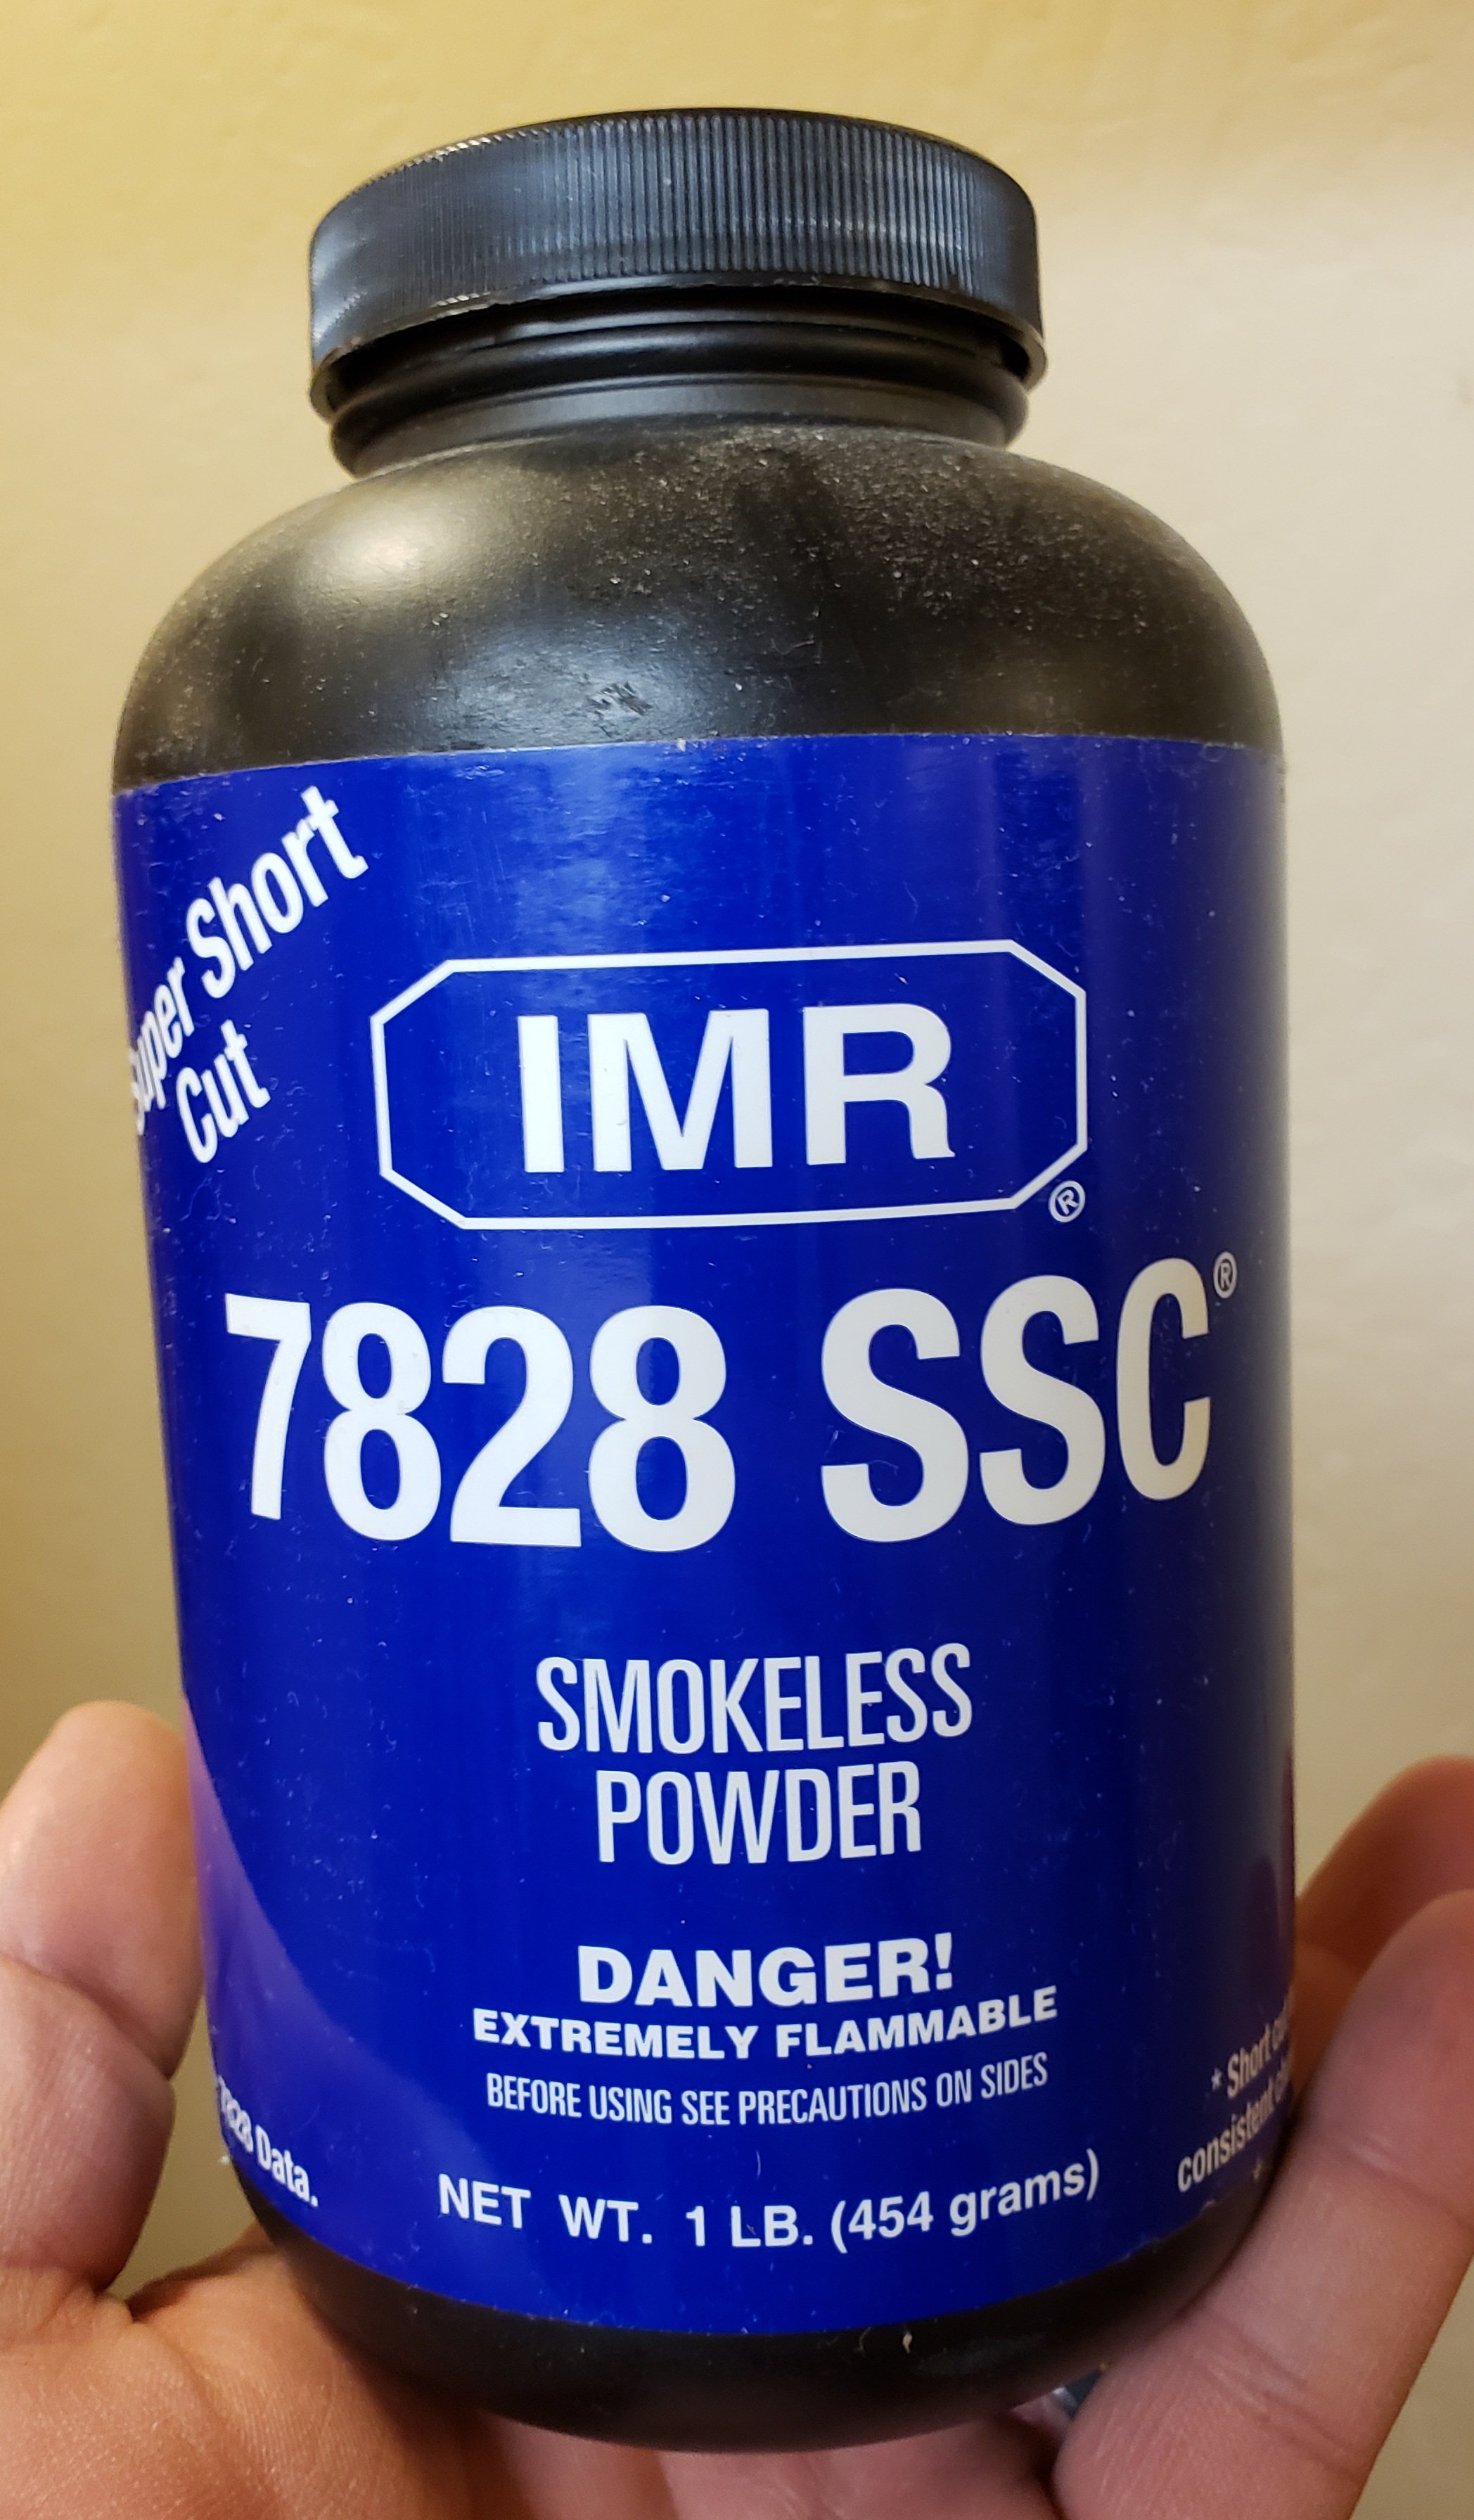 Super Short
Cut
IMR®
7828 SSC®
SMOKELESS
POWDER
DANGER!
EXTREMELY FLAMMABLE
BEFORE USING SEE PRECAUTIONS ON SIDES
7828 Data.
NET WT. 1 LB. (454 grams)
* Short
consistent